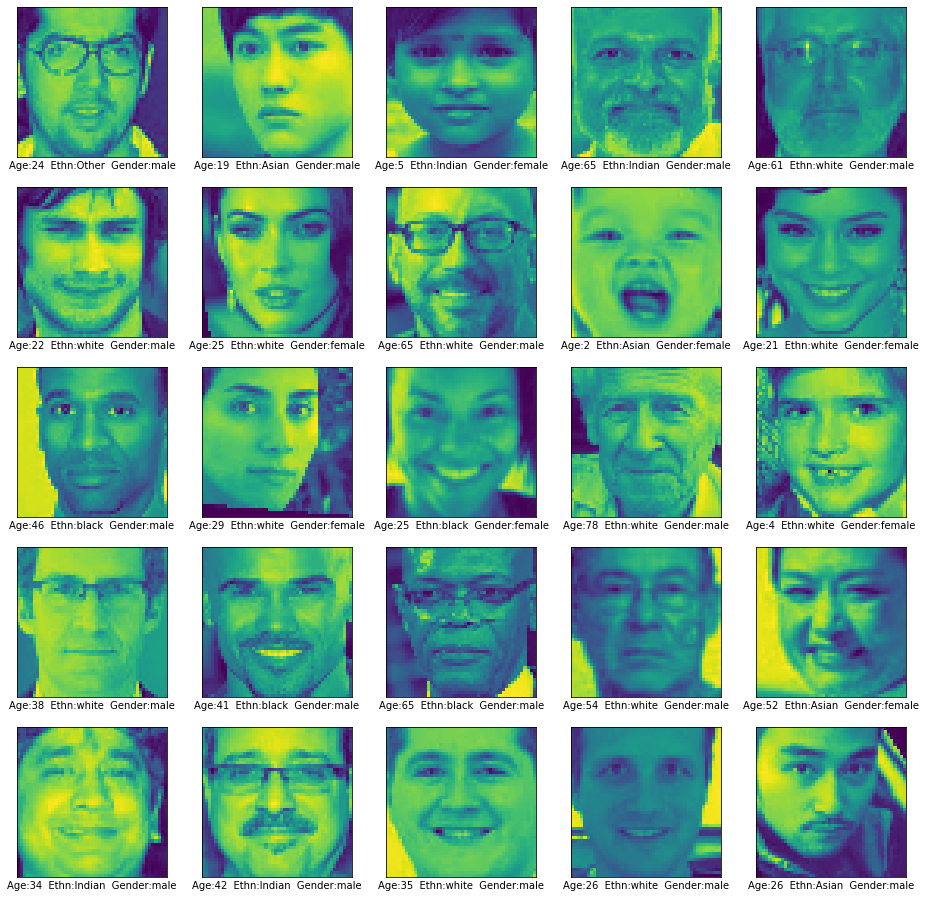 Age:24 Ethn:Other Gender:male
Age:19 Ethn:Asian Gender:male
Age:5 Ethn:Indian Gender:female
Age:65 Ethn:Indian Gender:male
Age:61 Ethn:white Gender:male
Age:22 Ethn:white Gender:male
Age:25 Ethn:white Gender:female
Age:65 Ethn:white Gender:male
Age:2 Ethn:Asian Gender:female
Age:21 Ethn:white Gender:female
Age:46 Ethn:black Gender:male
Age:29 Ethn:white Gender:female
Age:25 Ethn:black Gender:female
Age:78 Ethn:white Gender:male
Age:4 Ethn:white Gender:female
Age:38 Ethn:white Gender:male
Age:41 Ethn:black Gender:male
Age:65 Ethn:black Gender:male
Age:54 Ethn:white Gender:male
Age:52 Ethn:Asian Gender:female
Age:34 Ethn:Indian Gender:male
Age:42 Ethn:Indian Gender:male
Age:35 Ethn:white Gender:male
Age:26 Ethn:white Gender:male
Age:26 Ethn:Asian Gender:male